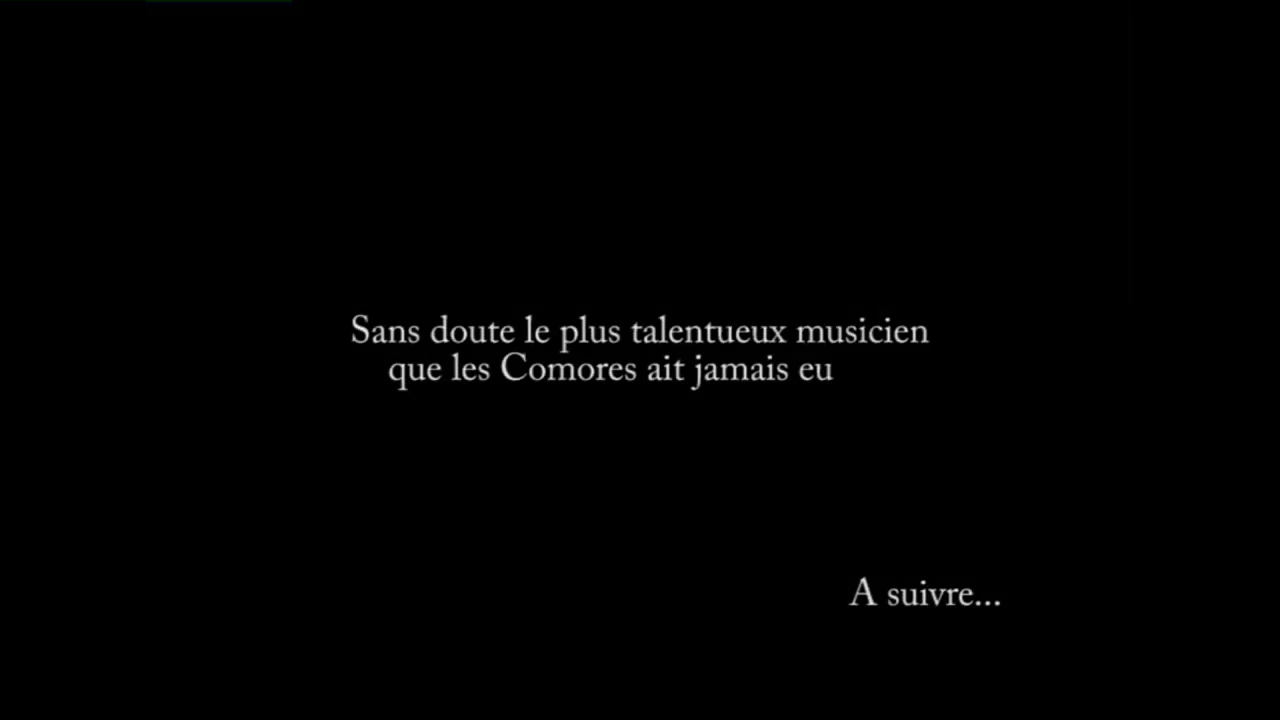 Sans doute le plus talentueux musicien
que les Comores ait jamais eu
A suivre...